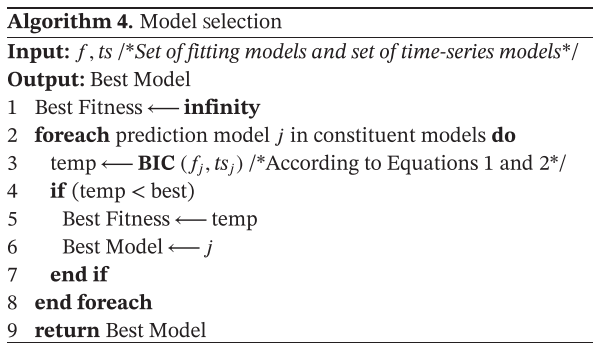 Algorithm 4. Model selection
Input: f, ts /*Set of fitting models and set of time-series models*/
Output: Best Model
1 Best Fitness ⟵ infinity
2 foreach prediction model j in constituent models do
3 temp ⟵ BIC (f_j, ts_j) /*According to Equations 1 and 2*/
4 if (temp < best)
5 Best Fitness ⟵ temp
6 Best Model ⟵ j
7 end if
8 end foreach
9 return Best Model